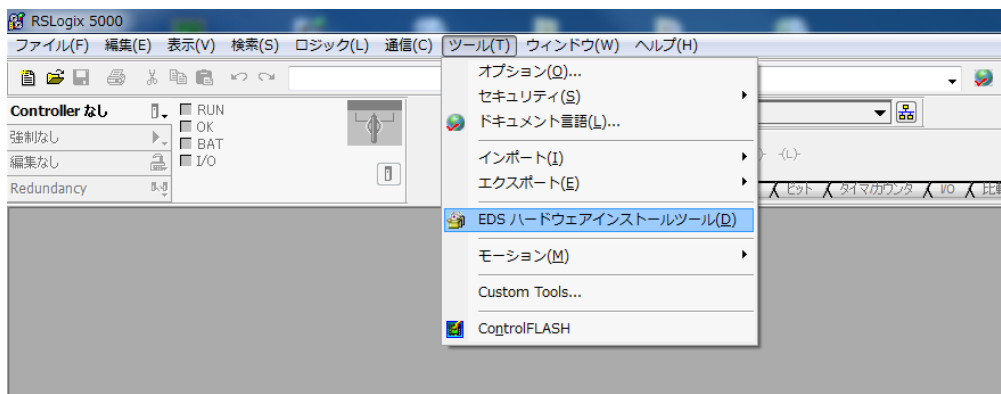 RSLogix 5000
ファイル(F) 編集(E) 表示(V) 検索(S) ロジック(L) 通信(C) ツール(T) ウィンドウ(W) ヘルプ(H)
オプション(O)...
セキュリティ(S)
ドキュメント言語(L)...
インポート(I)
エクスポート(E)
EDS ハードウェアインストールツール(D)
モーション(M)
Custom Tools...
ControlFLASH
Controller なし
RUN
強制なし
OK
BAT
編集なし
I/O
Redundancy
-(L)-
ビット タイマ/カウンタ I/O